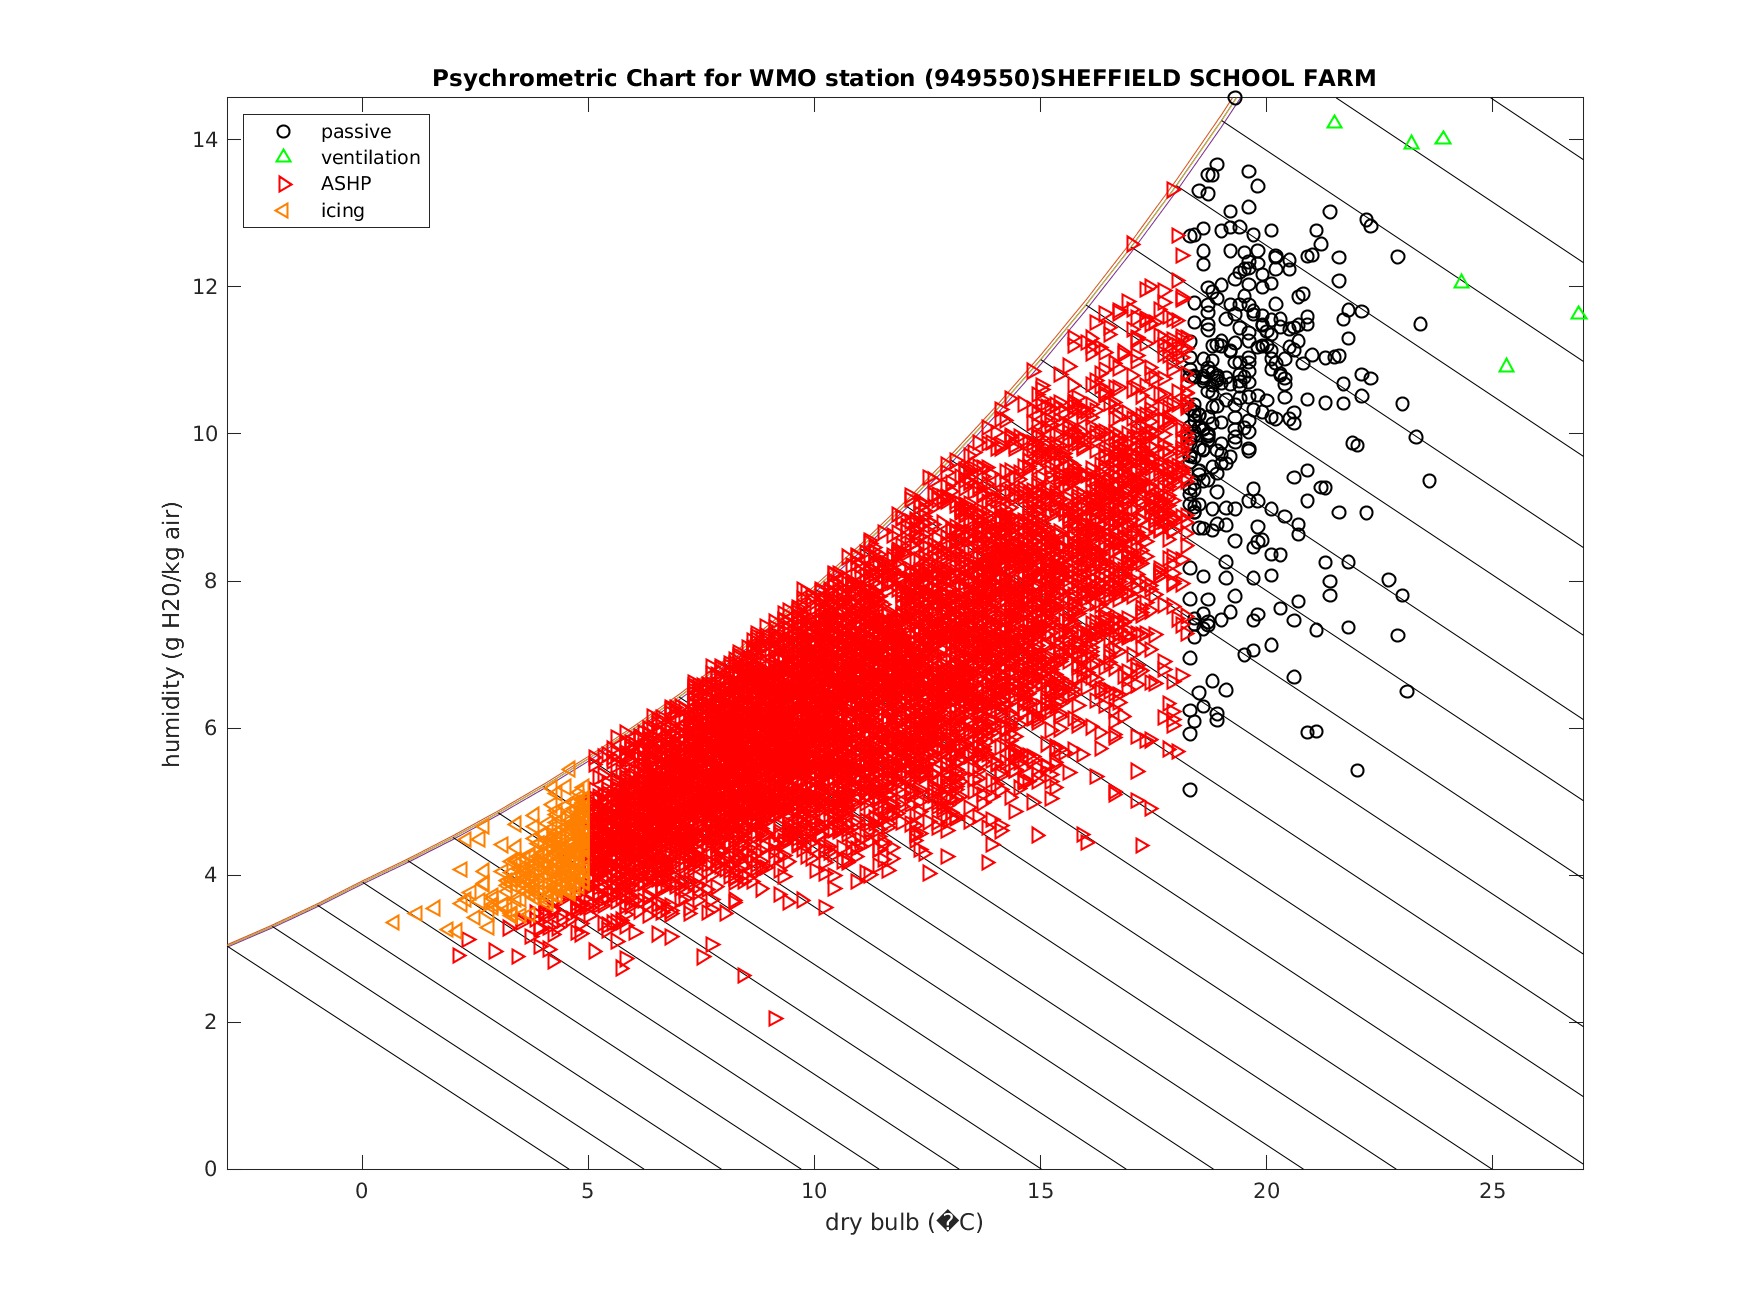 Psychrometric Chart for WMO station (949550)SHEFFIELD SCHOOL FARM
passive
ventilation
ASHP
icing
14
12
10
8
6
4
2
0
humidity (g H20/kg air)
0 5 10 15 20 25
dry bulb (�C)